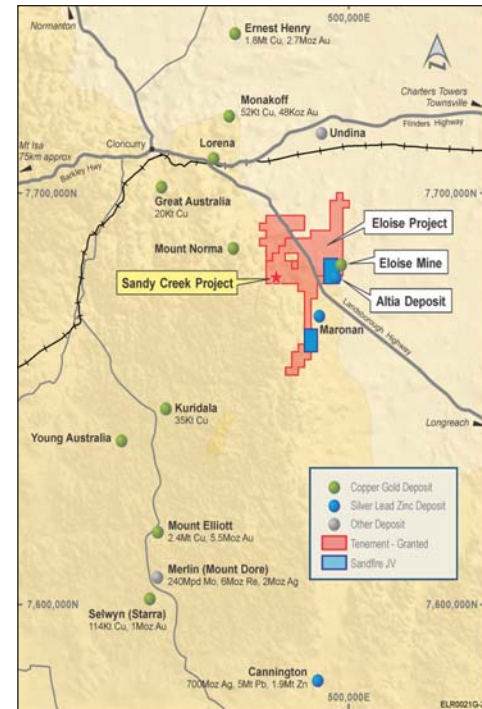 Normanton
500,000E
Ernest Henry
1.8Mt Cu, 2.7Moz Au
N
Monakoff
52Kt Cu, 48Koz Au
Charters Towers
Townsville
Undina
Flinders Highway
Mt Isa
75km approx
Cloncurry
Lorena
Barkley Hwy
7,700,000N
7,700,000N
Great Australia
20Kt Cu
Eloise Project
Mount Norma
Eloise Mine
Sandy Creek Project
Altia Deposit
Maronan
Landsborough Highway
Kuridala
35Kt Cu
Longreach
Young Australia
Copper Gold Deposit
Silver Lead Zinc Deposit
Other Deposit
Tenement - Granted
Sandfire JV
Mount Elliott
2.4Mt Cu, 5.5Moz Au
Merlin (Mount Dore)
240Mpd Mo, 6Moz Re, 2Moz Ag
7,600,000N
7,600,000N
Selwyn (Starra)
114Kt Cu, 1Moz Au
Cannington
700Moz Ag, 5Mt Pb, 1.9Mt Zn
500,000E